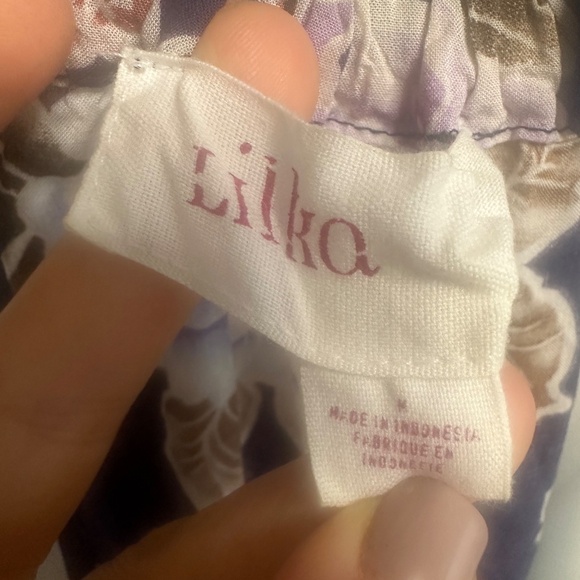 Lilka
M
MADE IN INDONESIA
FABRIQUE EN
INDONESIE